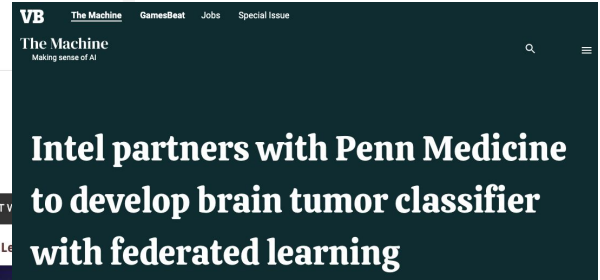 VB The Machine GamesBeat Jobs Special Issue
The Machine
Making sense of AI
Intel partners with Penn Medicine
to develop brain tumor classifier
with federated learning